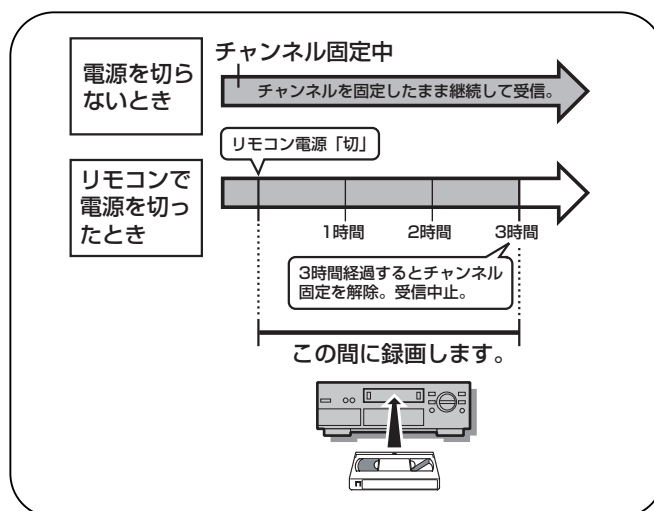 電源を切ら
ないとき
チャンネル固定中
チャンネルを固定したまま継続して受信。
リモコン電源「切」
リモコンで
電源を切っ
たとき
1時間
2時間
3時間
3時間経過するとチャンネル
固定を解除。受信中止。
この間に録画します。